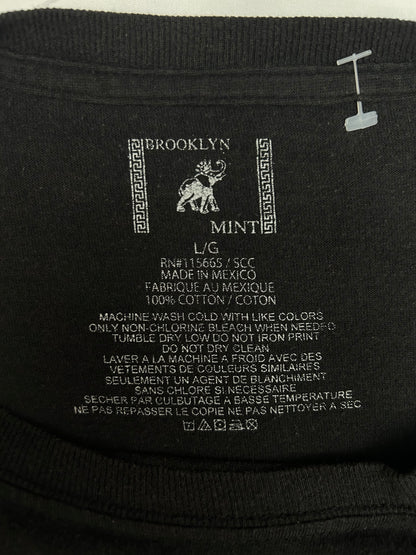 BROOKLYN
MINT
L/G
RN#115665 / SCC
MADE IN MEXICO
FABRIQUE AU MEXIQUE
100% COTTON / COTON
MACHINE WASH COLD WITH LIKE COLORS
ONLY NON-CHLORINE BLEACH WHEN NEEDED
TUMBLE DRY LOW DO NOT IRON PRINT
DO NOT DRY CLEAN
LAVER A LA MACHINE A FROID AVEC DES
VETEMENTS DE COULEURS SIMILAIRES
SEULEMENT UN AGENT DE BLANCHIMENT
SANS CHLORE SI NECESSAIRE
SECHER PAR CULBUTAGE A BASSE TEMPERATURE
NE PAS REPASSER LE COPIE NE PAS NETTOYER A SEC